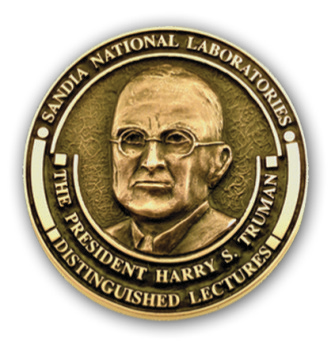 SANDIA NATIONAL LABORATORIES
THE PRESIDENT HARRY S. TRUMAN
DISTINGUISHED LECTURES